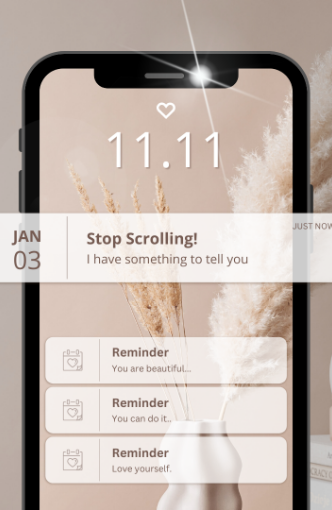 11.11
JAN
03
Stop Scrolling!
I have something to tell you
JUST NOW
Reminder
You are beautiful...
Reminder
You can do it..
Reminder
Love yourself.